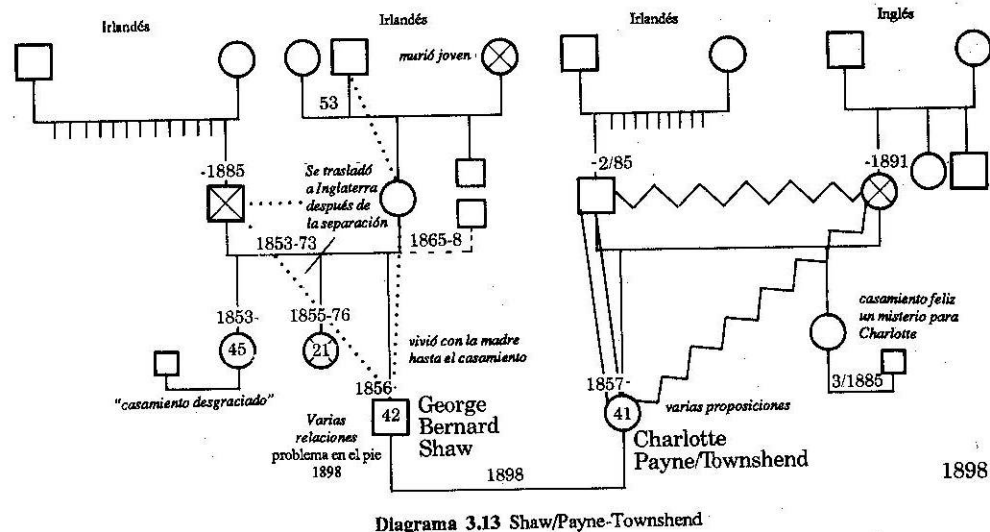 Irlandés
Irlandés
Irlandés
Inglés
murió joven
53
-1885
-2/85
-1891
Se trasladó
a Inglaterra
después de
la separación
1853-73
1865-8
1853-
1855-76
45
21
vivió con la madre
hasta el casamiento
casamiento feliz
un misterio para
Charlotte
3/1885
"casamiento desgraciado"
1856-
1857-
42
41
varias proposiciones
Varias
relaciones
problema en el pie
1898
George
Bernard
Shaw
Charlotte
Payne/Townshend
1898
1898
Diagrama 3.13 Shaw/Payne-Townshend